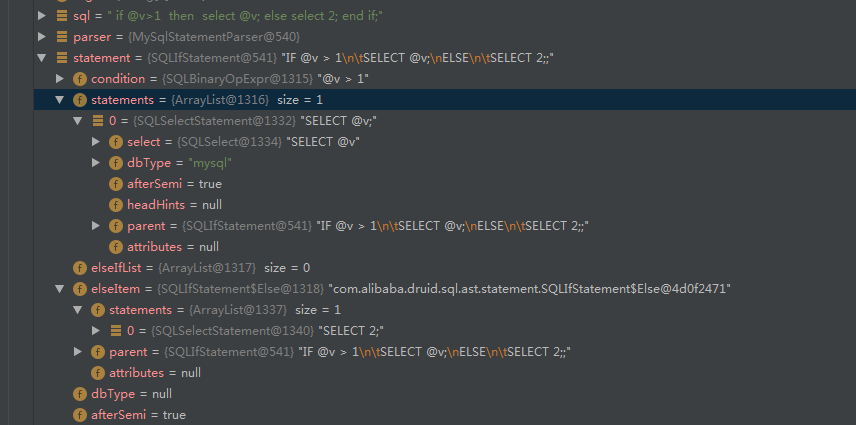 sql = " if @v>1  then  select @v; else select 2; end if;"
parser = {MySqlStatementParser@540}
statement = {SQLIfStatement@541} "IF @v > 1\n\tSELECT @v;\nELSE\n\tSELECT 2;;"
f condition = {SQLBinaryOpExpr@1315} "@v > 1"
f statements = {ArrayList@1316}  size = 1
0 = {SQLSelectStatement@1332} "SELECT @v;"
f select = {SQLSelect@1334} "SELECT @v"
f dbType = "mysql"
f afterSemi = true
f headHints = null
f parent = {SQLIfStatement@541} "IF @v > 1\n\tSELECT @v;\nELSE\n\tSELECT 2;;"
f attributes = null
f elseIfList = {ArrayList@1317}  size = 0
f elseItem = {SQLIfStatement$Else@1318} "com.alibaba.druid.sql.ast.statement.SQLIfStatement$Else@4d0f2471"
f statements = {ArrayList@1337}  size = 1
0 = {SQLSelectStatement@1340} "SELECT 2;"
f parent = {SQLIfStatement@541} "IF @v > 1\n\tSELECT @v;\nELSE\n\tSELECT 2;;"
f attributes = null
f dbType = null
f afterSemi = true